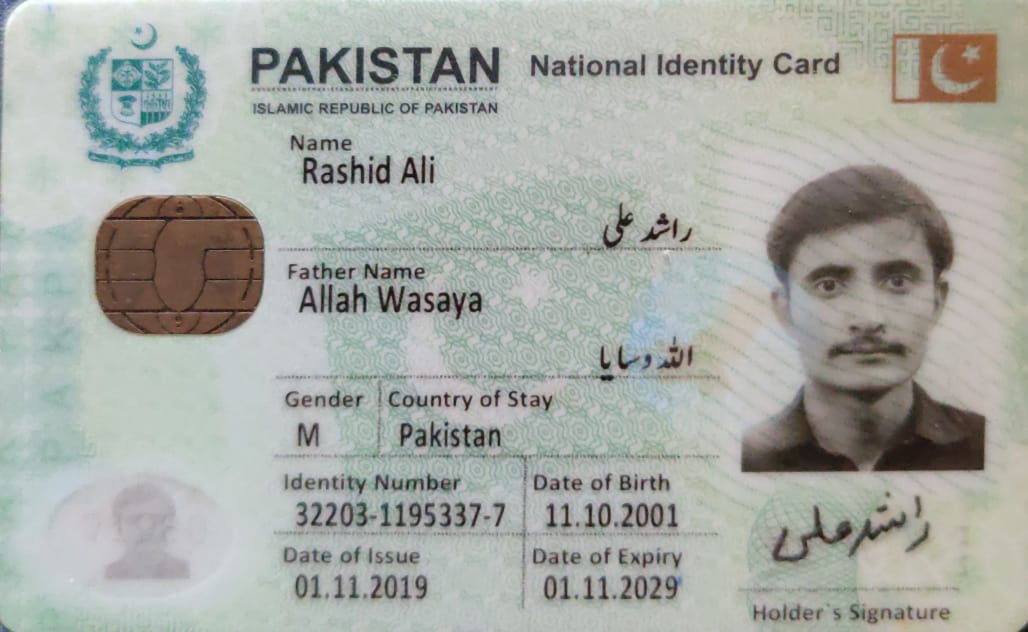 PAKISTAN National Identity Card
ISLAMIC REPUBLIC OF PAKISTAN
Name
Rashid Ali
راشد علی
Father Name
Allah Wasaya
اللہ وسایا
Gender Country of Stay
M Pakistan
Identity Number Date of Birth
32203-1195337-7 11.10.2001
Date of Issue Date of Expiry
01.11.2019 01.11.2029
راشد علی
Holder`s Signature